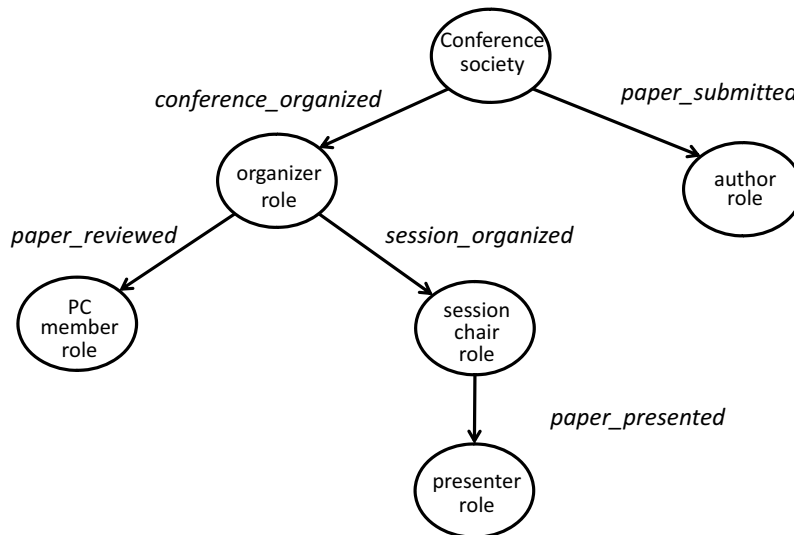 Conference
society
conference_organized
paper_submitted
organizer
role
author
role
paper_reviewed
session_organized
PC
member
role
session
chair
role
paper_presented
presenter
role